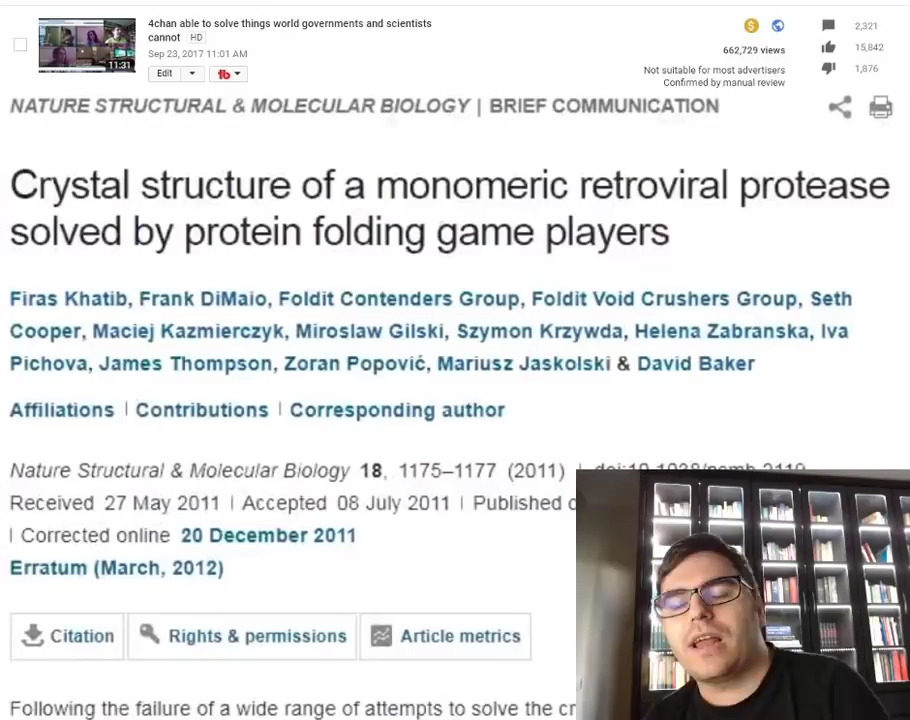 4chan able to solve things world governments and scientists
cannot HD
Sep 23, 2017 11:01 AM
11:31
Edit
tb
662,729 views
Not suitable for most advertisers
Confirmed by manual review
2,321
15,842
1,876
NATURE STRUCTURAL & MOLECULAR BIOLOGY | BRIEF COMMUNICATION
Crystal structure of a monomeric retroviral protease
solved by protein folding game players
Firas Khatib, Frank DiMaio, Foldit Contenders Group, Foldit Void Crushers Group, Seth
Cooper, Maciej Kazmierczyk, Miroslaw Gilski, Szymon Krzywda, Helena Zabranska, Iva
Pichova, James Thompson, Zoran Popović, Mariusz Jaskolski & David Baker
Affiliations | Contributions | Corresponding author
Nature Structural & Molecular Biology 18, 1175–1177 (2011) |
Received 27 May 2011 | Accepted 08 July 2011 | Published
| Corrected online 20 December 2011
Erratum (March, 2012)
Citation
Rights & permissions
Article metrics
Following the failure of a wide range of attempts to solve the